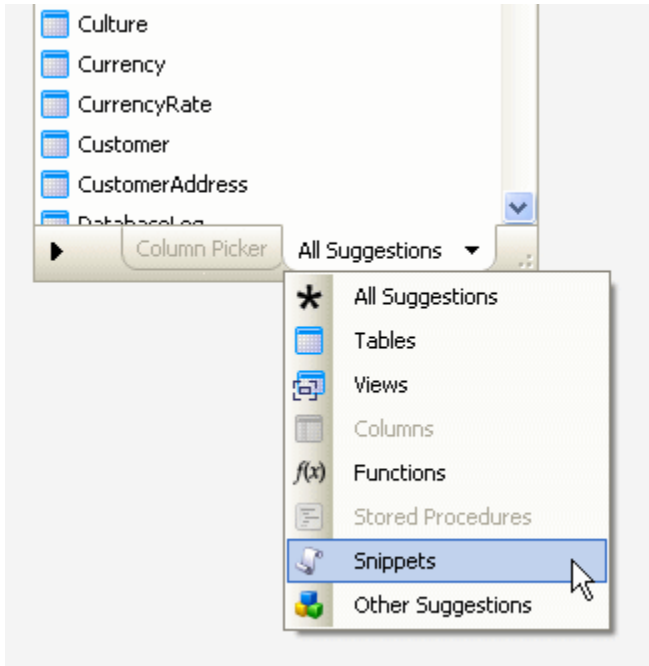 Culture
Currency
CurrencyRate
Customer
CustomerAddress
DatabaseLog
Column Picker All Suggestions
All Suggestions
Tables
Views
Columns
f(x) Functions
Stored Procedures
Snippets
Other Suggestions